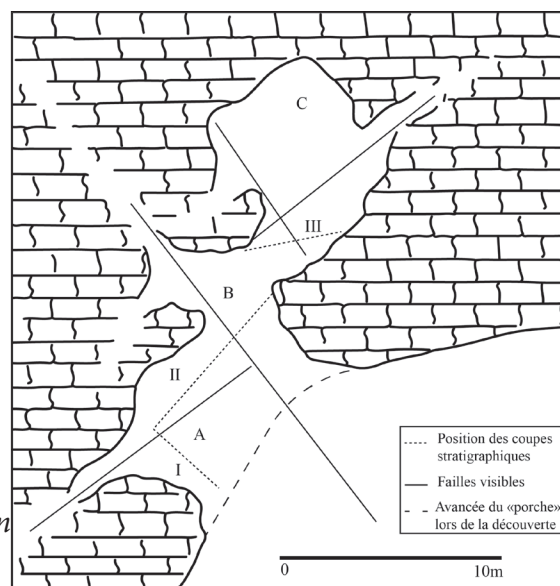 C
III
B
II
A
I
n
Position des coupes
stratigraphiques
Failles visibles
Avancée du «porche»
lors de la découverte
0 10m